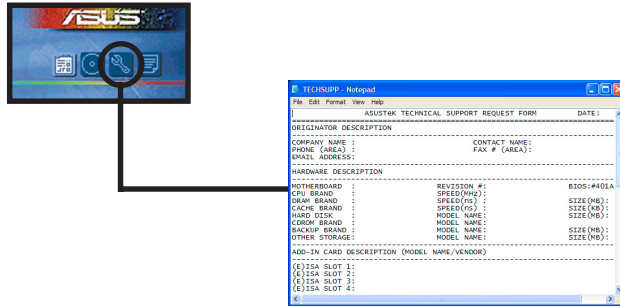 ASUS
TECHSUPP - Notepad
File Edit Format View Help
ASUSTEK TECHNICAL SUPPORT REQUEST FORM DATE:
ORIGINATOR DESCRIPTION
COMPANY NAME : CONTACT NAME:
PHONE (AREA) : FAX # (AREA):
EMAIL ADDRESS:
HARDWARE DESCRIPTION
MOTHERBOARD : REVISION #: BIOS:#401A
CPU BRAND : SPEED(MHz):
DRAM BRAND : SPEED(ns) : SIZE(MB):
CACHE BRAND : SPEED(ns) : SIZE(KB):
HARD DISK : MODEL NAME: SIZE(MB):
CDROM BRAND : MODEL NAME:
BACKUP BRAND : MODEL NAME: SIZE(MB):
OTHER STORAGE: MODEL NAME: SIZE(MB):
ADD-IN CARD DESCRIPTION (MODEL NAME/VENDOR)
(E)ISA SLOT 1:
(E)ISA SLOT 2:
(E)ISA SLOT 3:
(E)ISA SLOT 4: